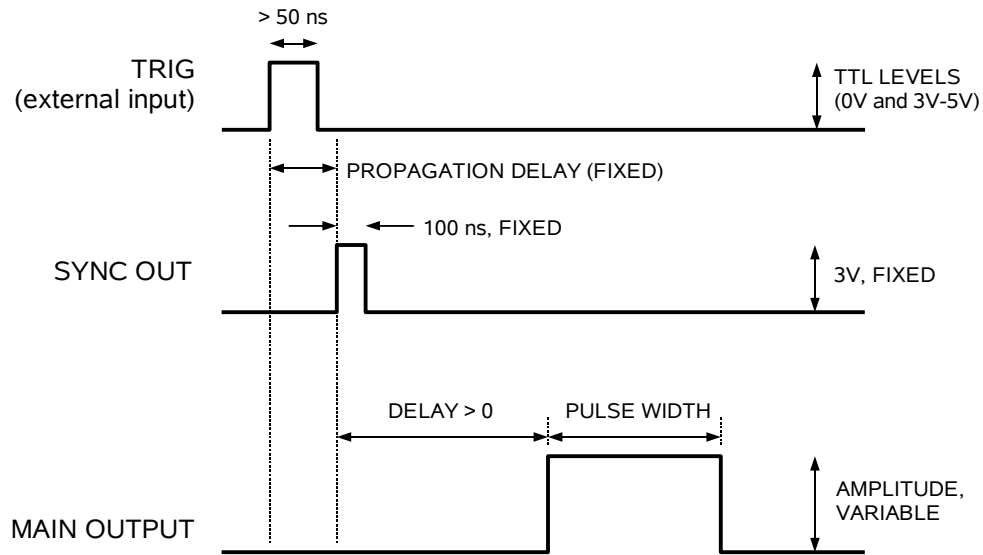 > 50 ns
TRIG
(external input)
TTL LEVELS
(0V and 3V-5V)
PROPAGATION DELAY (FIXED)
100 ns, FIXED
SYNC OUT
3V, FIXED
DELAY > 0
PULSE WIDTH
AMPLITUDE,
VARIABLE
MAIN OUTPUT